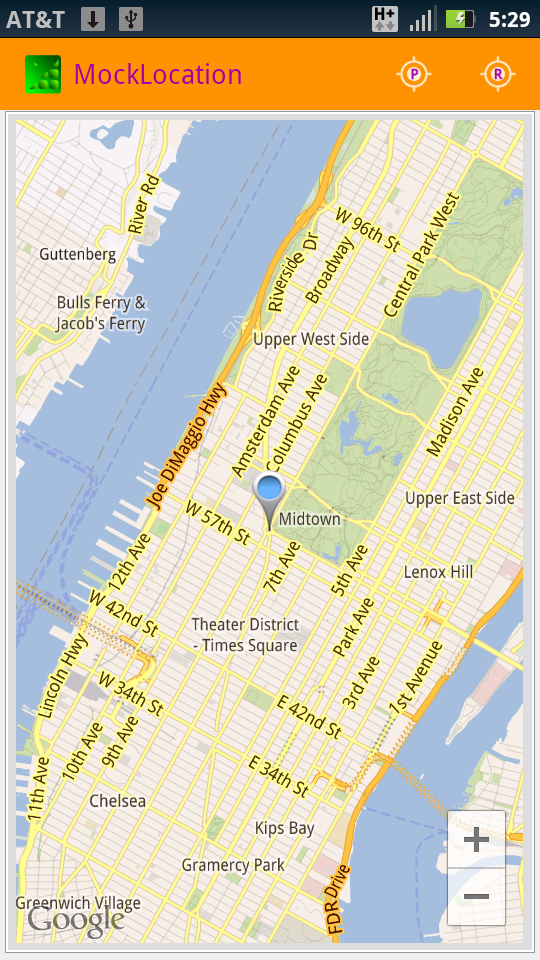 AT&T
H+
5:29
MockLocation
P
R
River Rd
W 96th St
Central Park West
Guttenberg
Riverside Dr
Broadway
Bulls Ferry &
Jacob's Ferry
Upper West Side
Amsterdam Ave
Columbus Ave
Madison Ave
Joe DiMaggio Hwy
Upper East Side
W 57th St
Midtown
12th Ave
7th Ave
5th Ave
Lenox Hill
W 42nd St
Theater District
- Times Square
Park Ave
Lincoln Hwy
3rd Ave
1st Avenue
W 34th St
E 42nd St
10th Ave
9th Ave
11th Ave
E 34th St
Chelsea
Kips Bay
+
Gramercy Park
−
FDR Drive
Greenwich Village
Google